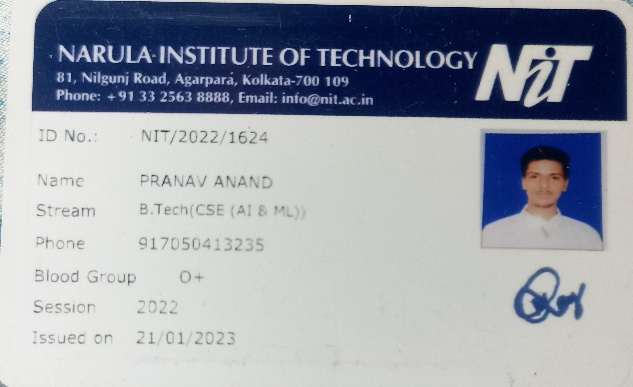 NARULA INSTITUTE OF TECHNOLOGY
NiT
81, Nilgunj Road, Agarpara, Kolkata-700 109
Phone: +91 33 2563 8888, Email: info@nit.ac.in
ID No.: NIT/2022/1624
Name PRANAV ANAND
Stream B.Tech(CSE (AI & ML))
Phone 917050413235
Blood Group O+
Session 2022
Issued on 21/01/2023